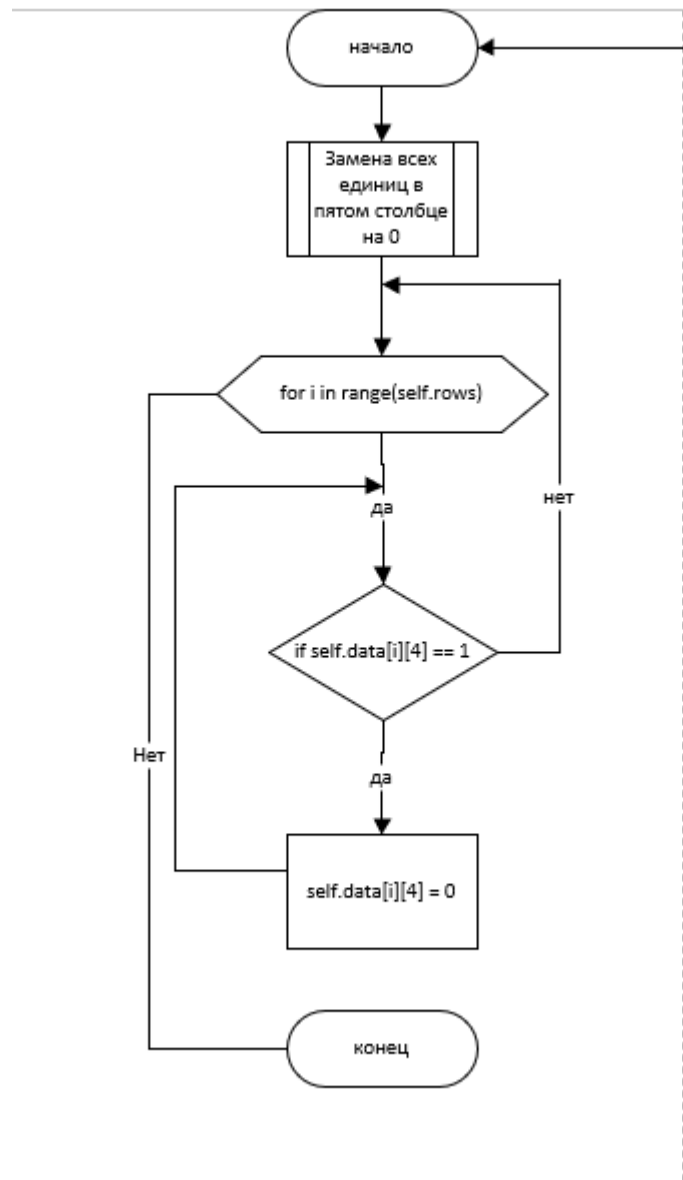 начало
Замена всех
единиц в
пятом столбце
на 0
for i in range(self.rows)
да
нет
if self.data[i][4] == 1
Нет
да
self.data[i][4] = 0
конец